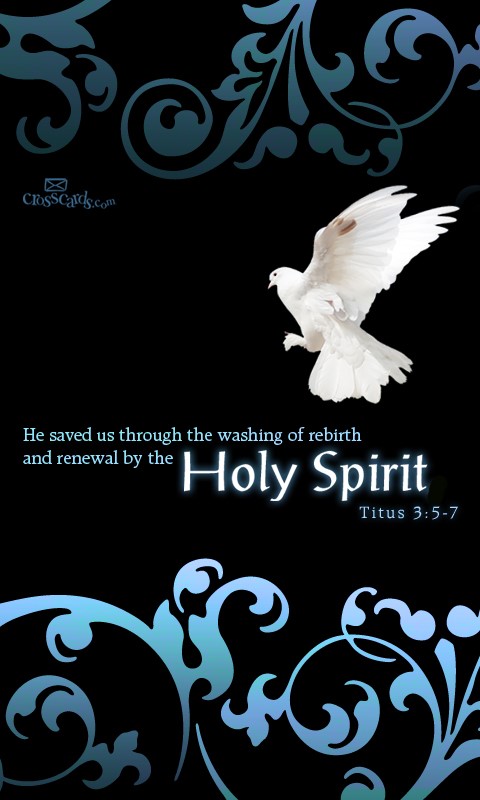 crosscards.com
He saved us through the washing of rebirth
and renewal by the Holy Spirit
Titus 3:5-7